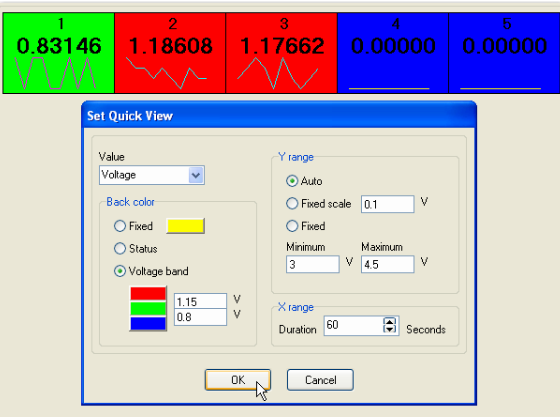 1 2 3 4 5
0.83146 1.18608 1.17662 0.00000 0.00000
Set Quick View
Value
Voltage
Back color
Fixed
Status
Voltage band
1.15 V
0.8 V
Y range
Auto
Fixed scale 0.1 V
Fixed
Minimum Maximum
3 V 4.5 V
X range
Duration 60 Seconds
OK Cancel